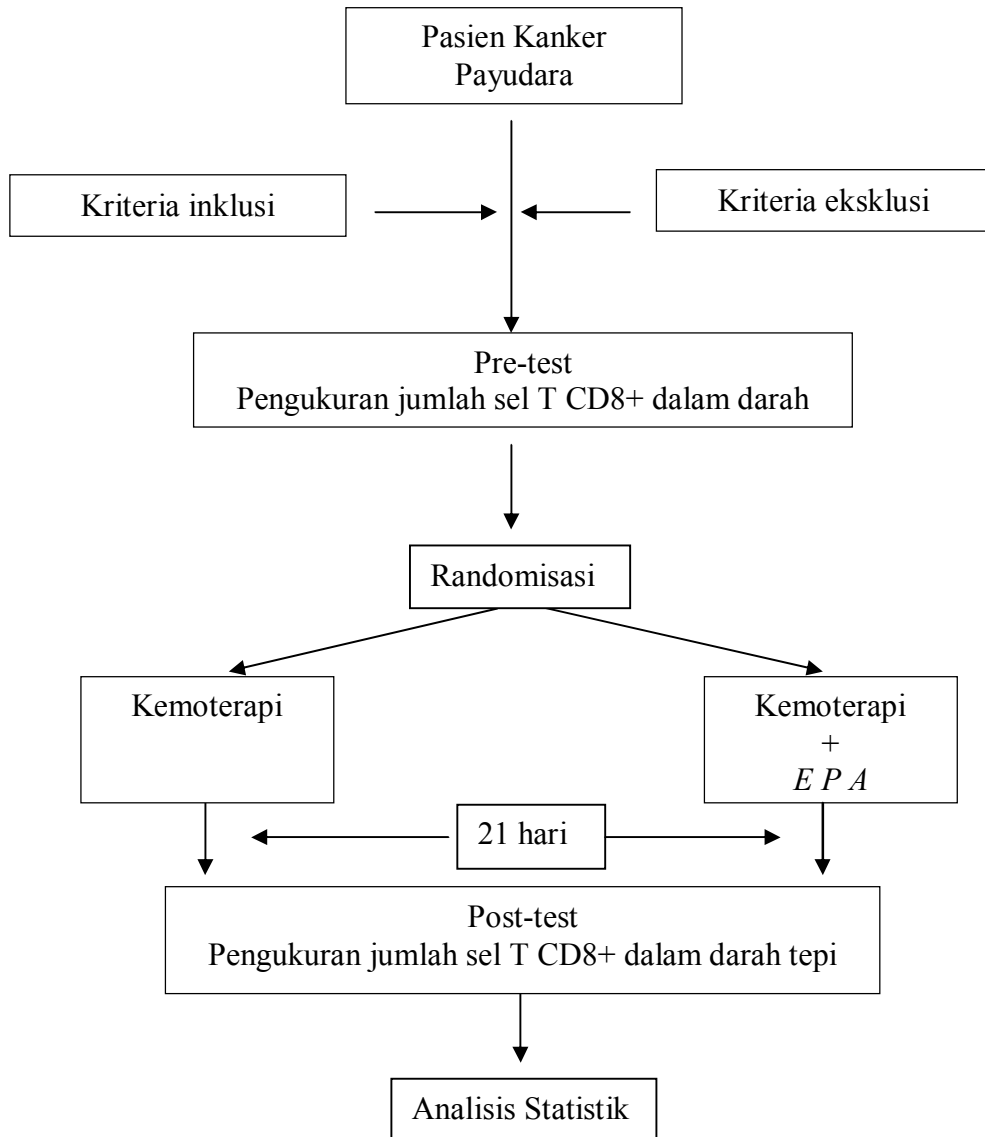 Pasien Kanker
Payudara
Kriteria inklusi
Kriteria eksklusi
Pre-test
Pengukuran jumlah sel T CD8+ dalam darah
Randomisasi
Kemoterapi
Kemoterapi
+
E P A
21 hari
Post-test
Pengukuran jumlah sel T CD8+ dalam darah tepi
Analisis Statistik